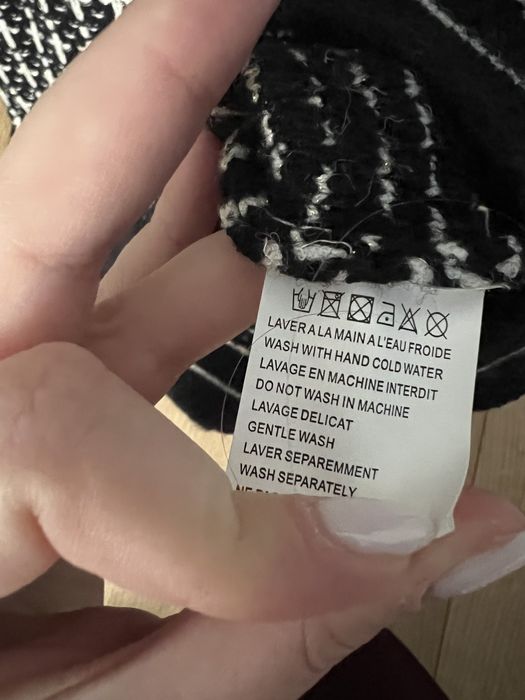 LAVER A LA MAIN A L'EAU FROIDE
WASH WITH HAND COLD WATER
LAVAGE EN MACHINE INTERDIT
DO NOT WASH IN MACHINE
LAVAGE DELICAT
GENTLE WASH
LAVER SEPAREMMENT
WASH SEPARATELY